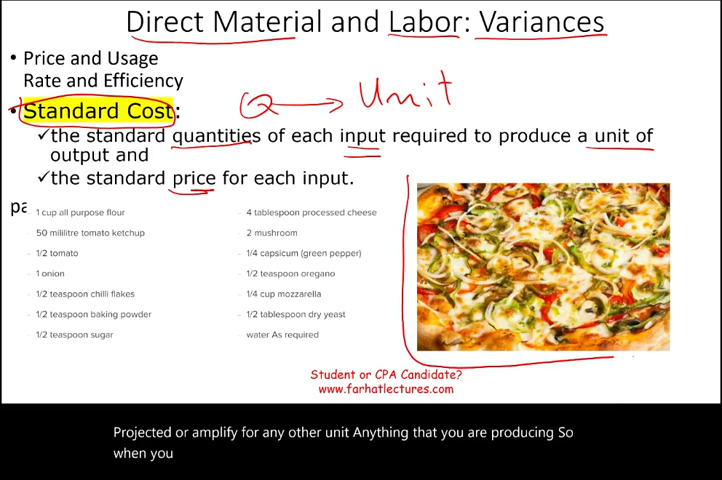 Direct Material and Labor: Variances
• Price and Usage
Rate and Efficiency
• Standard Cost:
Q → Unit
✓the standard quantities of each input required to produce a unit of
output and
✓the standard price for each input.
pa
- 1 cup all purpose flour
- 50 mililitre tomato ketchup
- 1/2 tomato
- 1 onion
- 1/2 teaspoon chilli flakes
- 1/2 teaspoon baking powder
- 1/2 teaspoon sugar
- 4 tablespoon processed cheese
- 2 mushroom
- 1/4 capsicum (green pepper)
- 1/2 teaspoon oregano
- 1/4 cup mozzarella
- 1/2 tablespoon dry yeast
- water As required
Student or CPA Candidate?
www.farhatlectures.com
Projected or amplify for any other unit Anything that you are producing So
when you